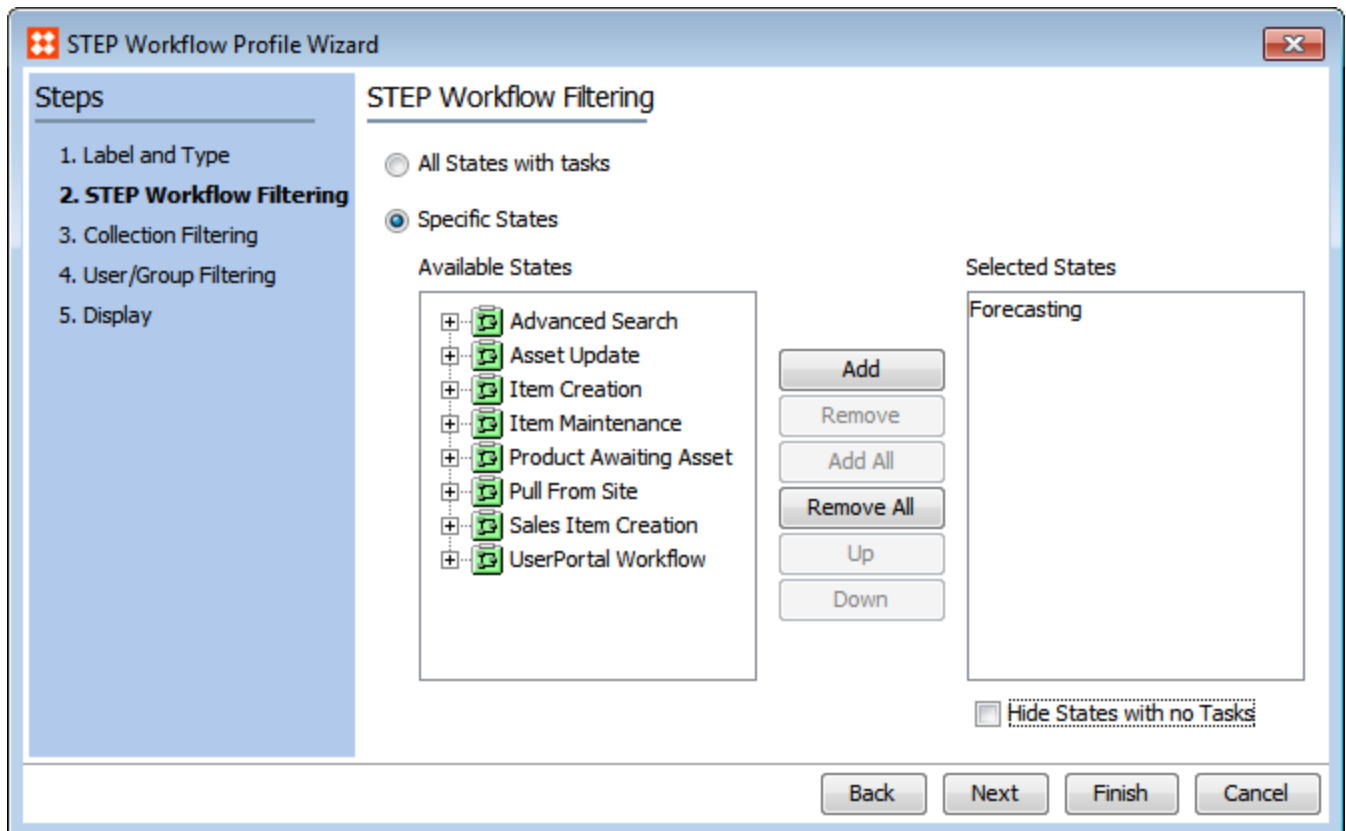 STEP Workflow Profile Wizard
Steps
1. Label and Type
2. STEP Workflow Filtering
3. Collection Filtering
4. User/Group Filtering
5. Display
STEP Workflow Filtering
All States with tasks
Specific States
Available States
Advanced Search
Asset Update
Item Creation
Item Maintenance
Product Awaiting Asset
Pull From Site
Sales Item Creation
UserPortal Workflow
Add
Remove
Add All
Remove All
Up
Down
Selected States
Forecasting
Hide States with no Tasks
Back Next Finish Cancel